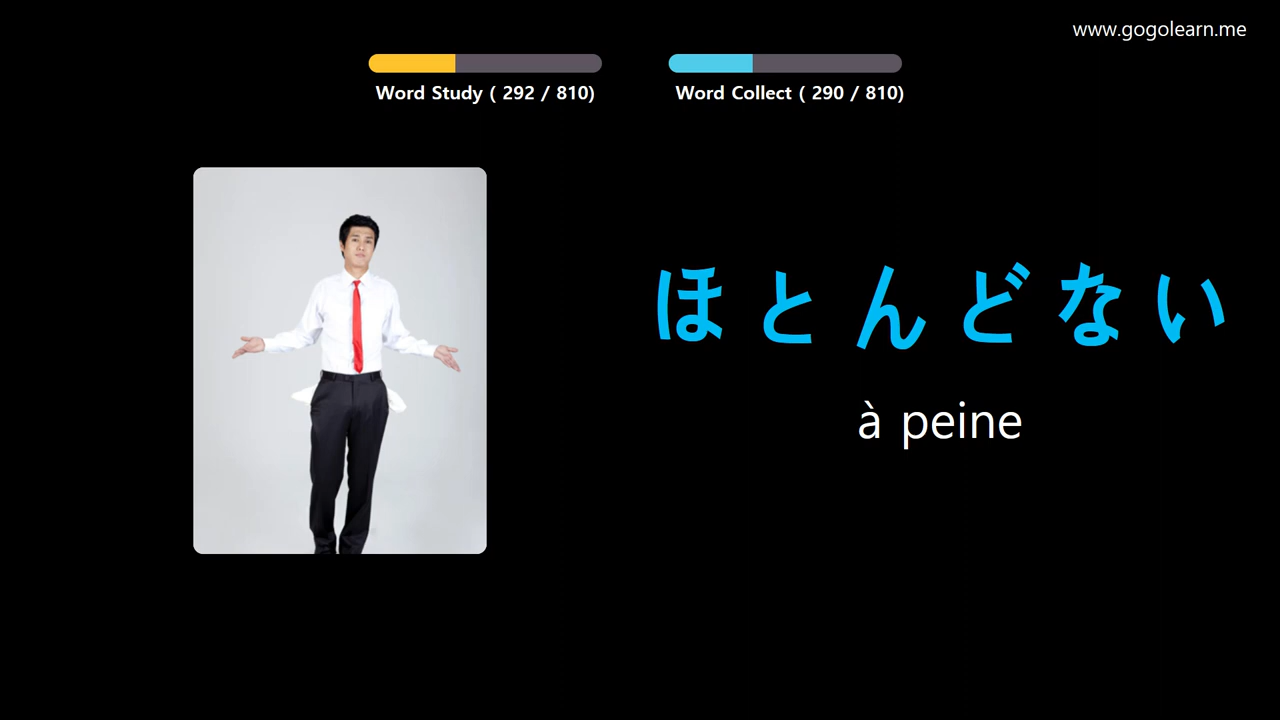 www.gogolearn.me
Word Study ( 292 / 810)
Word Collect ( 290 / 810)
ほとんどない
à peine